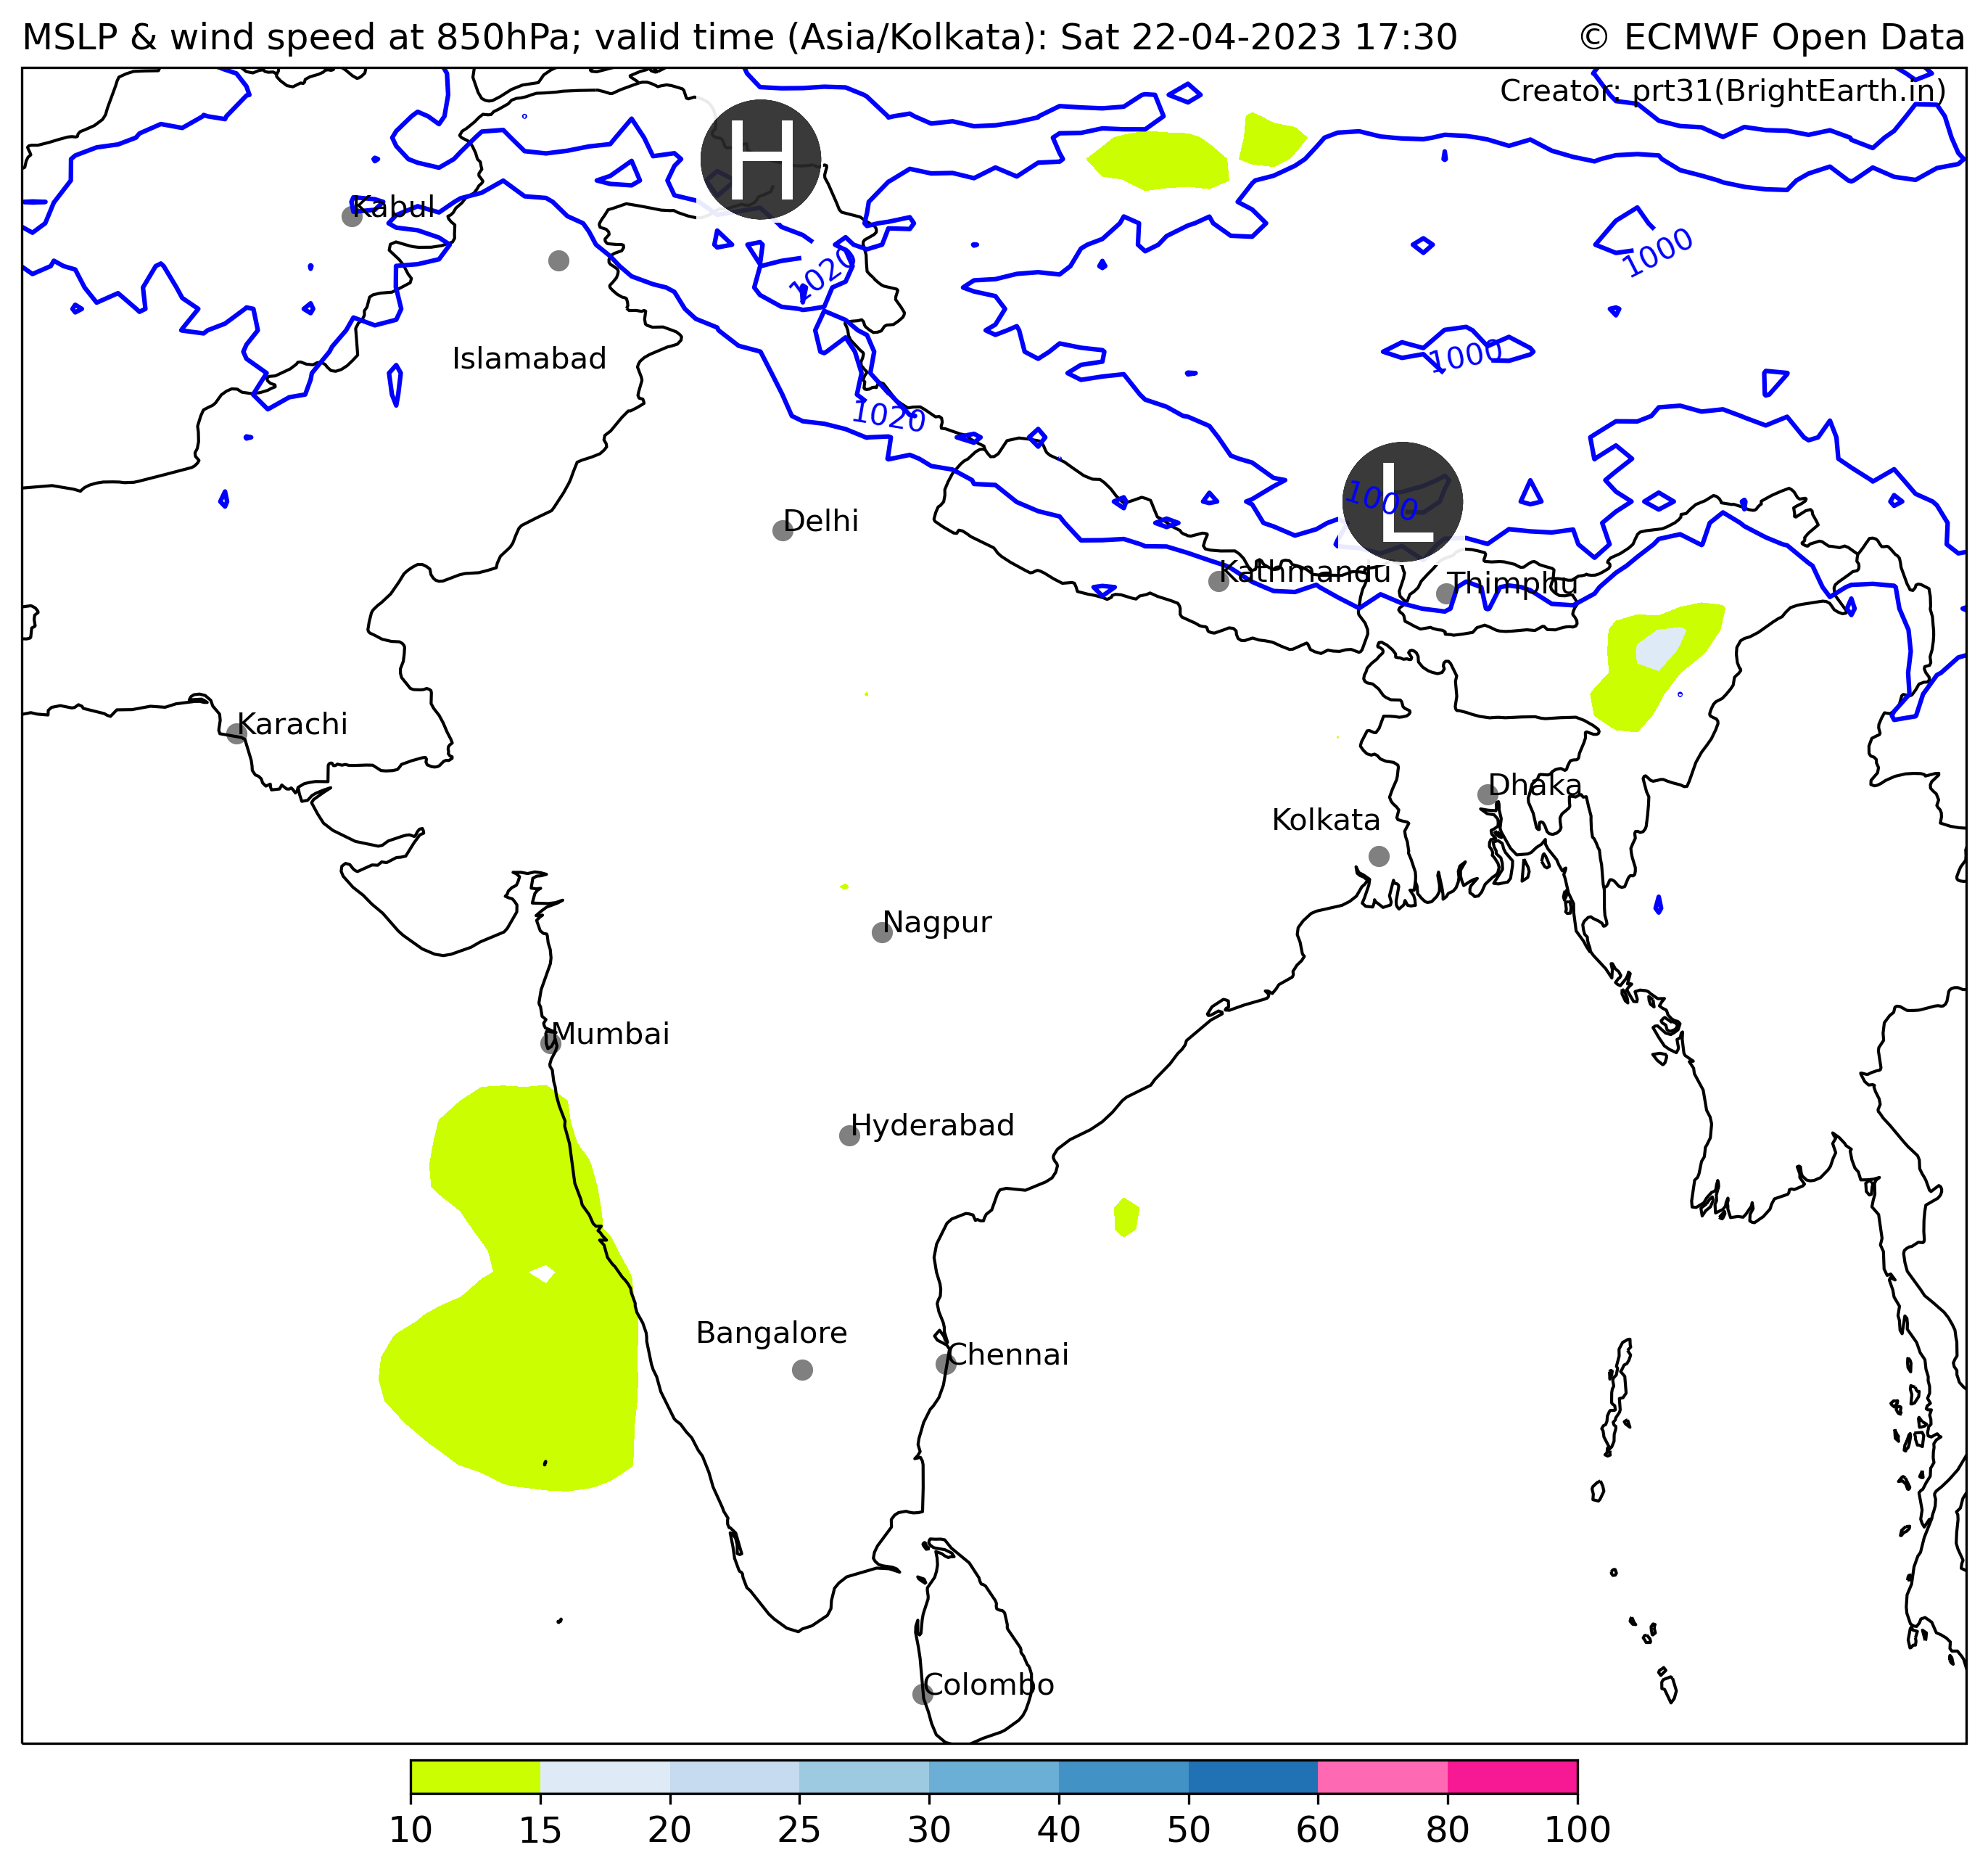 MSLP & wind speed at 850hPa; valid time (Asia/Kolkata): Sat 22-04-2023 17:30
© ECMWF Open Data
Creator: prt31(BrightEarth.in)
H
Kabul
1000
1020
Islamabad
1000
1020
L
1000
Delhi
Kathmandu
Thimphu
Karachi
Dhaka
Kolkata
Nagpur
Mumbai
Hyderabad
Bangalore
Chennai
Colombo
10 15 20 25 30 40 50 60 80 100